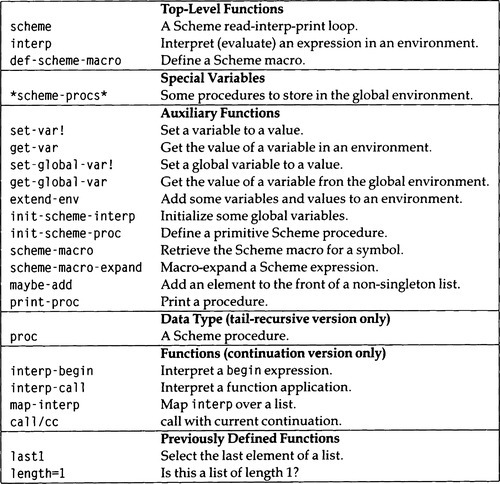 Top-Level Functions
scheme A Scheme read-interp-print loop.
interp Interpret (evaluate) an expression in an environment.
def-scheme-macro Define a Scheme macro.
Special Variables
*scheme-procs* Some procedures to store in the global environment.
Auxiliary Functions
set-var! Set a variable to a value.
get-var Get the value of a variable in an environment.
set-global-var! Set a global variable to a value.
get-global-var Get the value of a variable fron the global environment.
extend-env Add some variables and values to an environment.
init-scheme-interp Initialize some global variables.
init-scheme-proc Define a primitive Scheme procedure.
scheme-macro Retrieve the Scheme macro for a symbol.
scheme-macro-expand Macro-expand a Scheme expression.
maybe-add Add an element to the front of a non-singleton list.
print-proc Print a procedure.
Data Type (tail-recursive version only)
proc A Scheme procedure.
Functions (continuation version only)
interp-begin Interpret a begin expression.
interp-call Interpret a function application.
map-interp Map interp over a list.
call/cc call with current continuation.
Previously Defined Functions
last1 Select the last element of a list.
length=1 Is this a list of length 1?